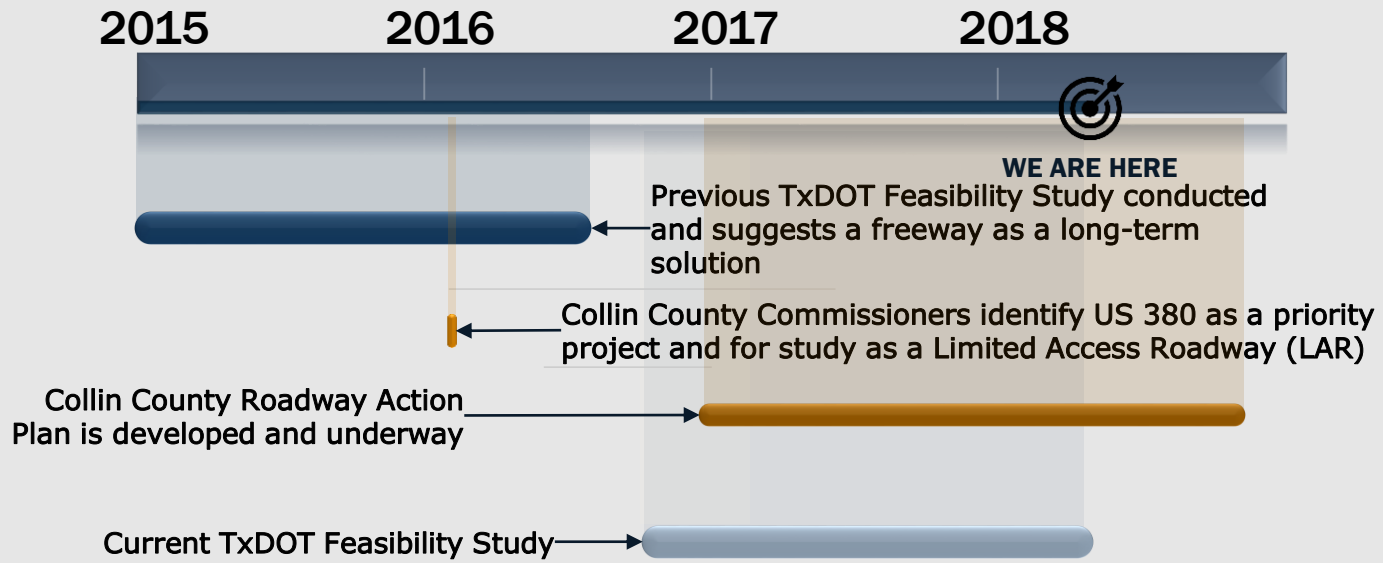 2015 2016 2017 2018
WE ARE HERE
Previous TxDOT Feasibility Study conducted
and suggests a freeway as a long-term
solution
Collin County Commissioners identify US 380 as a priority
project and for study as a Limited Access Roadway (LAR)
Collin County Roadway Action
Plan is developed and underway
Current TxDOT Feasibility Study